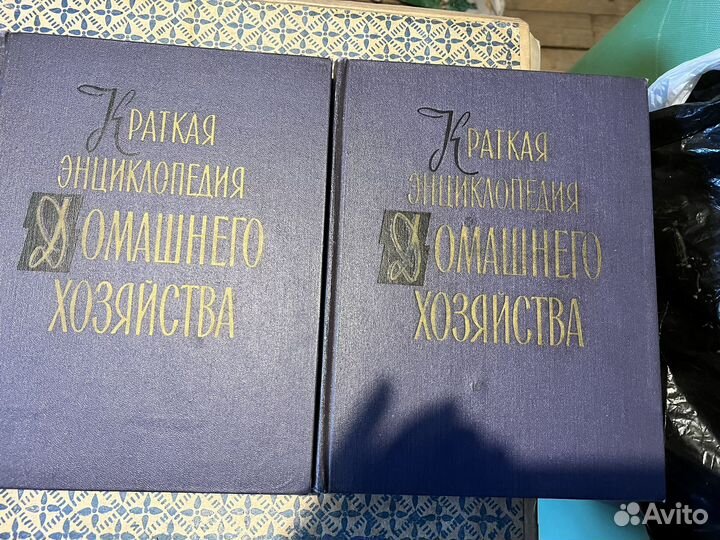 Краткая
энциклопедия
Домашнего
хозяйства
Краткая
энциклопедия
Домашнего
хозяйства
Avito